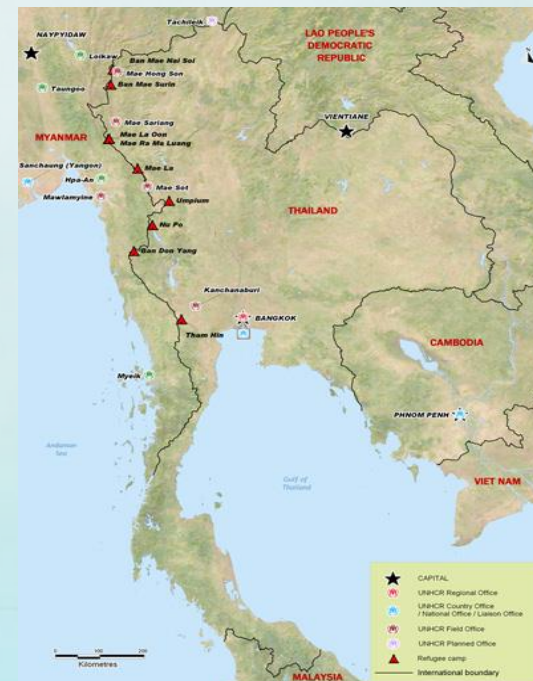 Tachileik
NAYPYIDAW
LAO PEOPLE'S
DEMOCRATIC
REPUBLIC
Loikaw
Ban Mae Nai Soi
Mae Hong Son
Ban Mae Surin
Taungoo
Mae Sariang
VIENTIANE
MYANMAR
Mae La Oon
Mae Ra Ma Luang
Sanchaung (Yangon)
Mae La
Hpa-An
Mae Sot
Umpium
Mawlamyine
THAILAND
Nu Po
Ban Don Yang
Kanchanaburi
BANGKOK
Tham Hin
CAMBODIA
Myeik
PHNOM PENH
Andaman
Sea
Gulf of
Thailand
VIET NAM
CAPITAL
UNHCR Regional Office
UNHCR Country Office
/ National Office / Liaison Office
UNHCR Field Office
UNHCR Planned Office
Refugee camp
International boundary
0 100 200
Kilometres
MALAYSIA